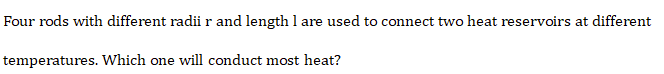 Four rods with different radii r and length l are used to connect two heat reservoirs at different
temperatures. Which one will conduct most heat?